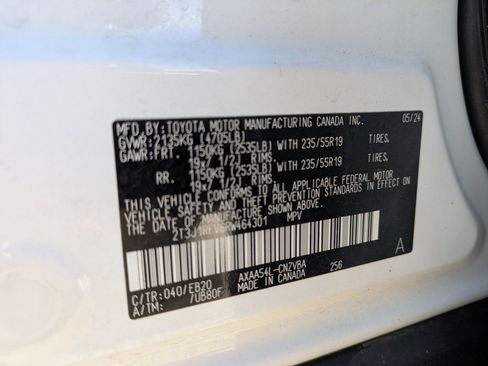 MFD. BY: TOYOTA MOTOR MANUFACTURING CANADA INC. 05/24
GVWR: 2135KG (4705LB)
GAWR: FRT. 1150KG (2535LB) WITH 235/55R19 TIRES.
19x7 1/2J RIMS.
RR. 1150KG (2535LB) WITH 235/55R19 TIRES.
19x7 1/2J RIMS.
THIS VEHICLE CONFORMS TO ALL APPLICABLE FEDERAL MOTOR
VEHICLE SAFETY AND THEFT PREVENTION STANDARDS IN EFFECT ON
THE DATE OF MANUFACTURE SHOWN ABOVE.
MPV
A
C/TR: 040/EB20 AXAA54L-CNZVBA
A/TM: /UB80F MADE IN CANADA 256